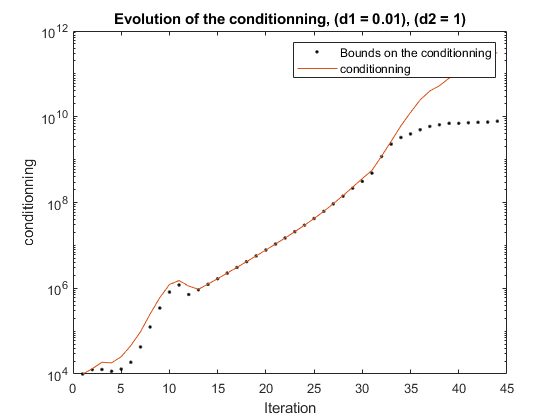 Evolution of the conditionning, (d1 = 0.01), (d2 = 1)
10^12
10^10
10^8
10^6
10^4
conditionning
Bounds on the conditionning
conditionning
0 5 10 15 20 25 30 35 40 45
Iteration